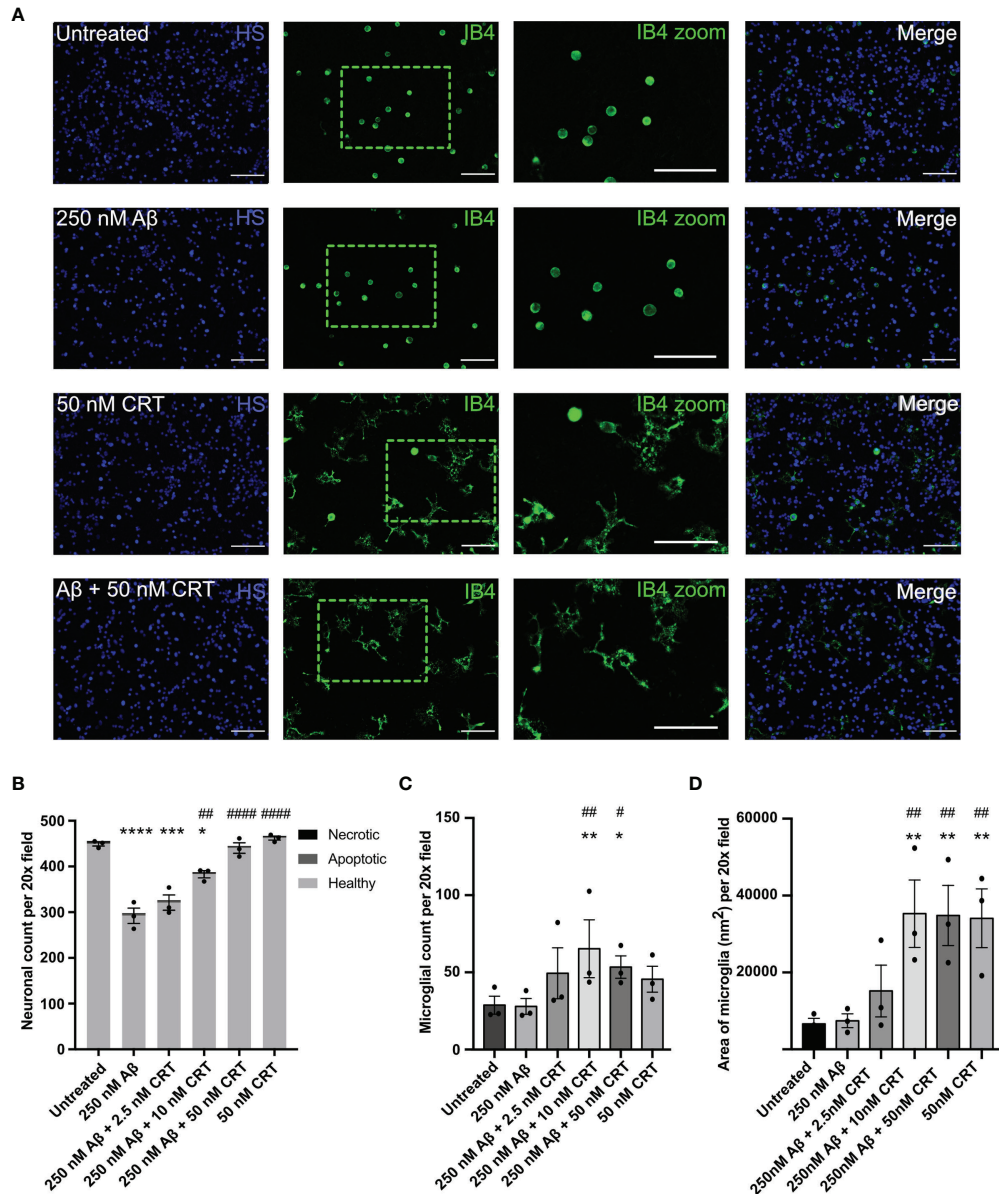 A
Untreated HS IB4 IB4 zoom Merge
250 nM Aβ HS IB4 IB4 zoom Merge
50 nM CRT HS IB4 IB4 zoom Merge
Aβ + 50 nM CRT HS IB4 IB4 zoom Merge
B
Neuronal count per 20x field
500
400
300
200
100
0
**** *** * ## #### ####
Necrotic
Apoptotic
Healthy
Untreated
250 nM Aβ
250 nM Aβ + 2.5 nM CRT
250 nM Aβ + 10 nM CRT
250 nM Aβ + 50 nM CRT
50 nM CRT
C
Microglial count per 20x field
150
100
50
0
## #
** *
Untreated
250 nM Aβ
250 nM Aβ + 2.5 nM CRT
250 nM Aβ + 10 nM CRT
250 nM Aβ + 50 nM CRT
50 nM CRT
D
Area of microglia (nm²) per 20x field
60000
40000
20000
0
## ## ##
** ** **
Untreated
250 nM Aβ
250nM Aβ + 2.5nM CRT
250nM Aβ + 10nM CRT
250nM Aβ + 50nM CRT
50nM CRT